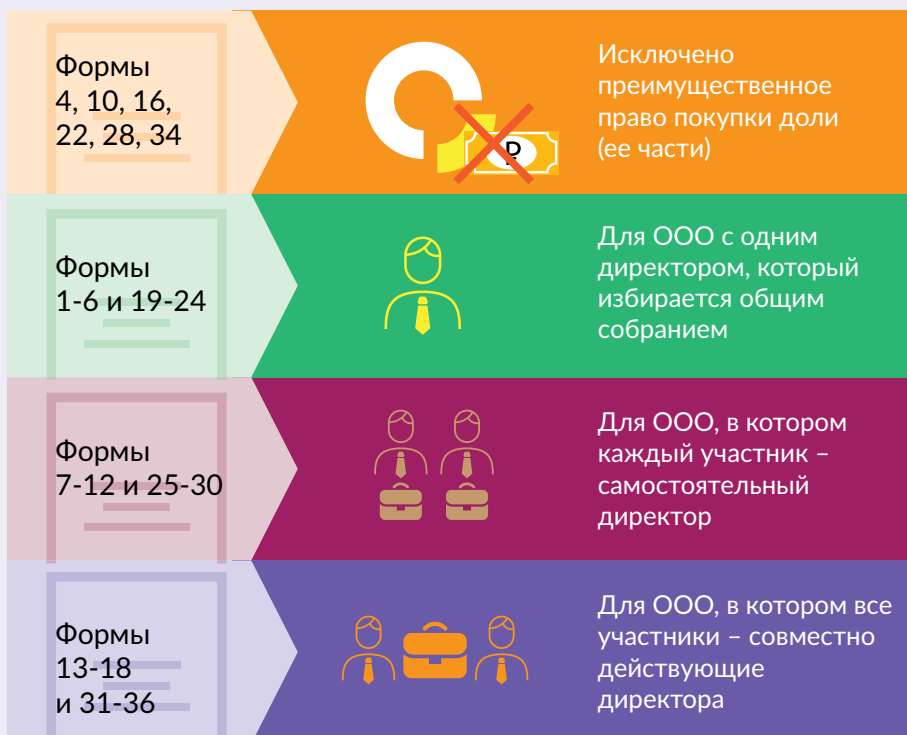 Формы
4, 10, 16,
22, 28, 34
Исключено
преимущественное
право покупки доли
(ее части)
₽
Формы
1-6 и 19-24
Для ООО с одним
директором, который
избирается общим
собранием
Формы
7-12 и 25-30
Для ООО, в котором
каждый участник –
самостоятельный
директор
Формы
13-18
и 31-36
Для ООО, в котором все
участники – совместно
действующие
директора